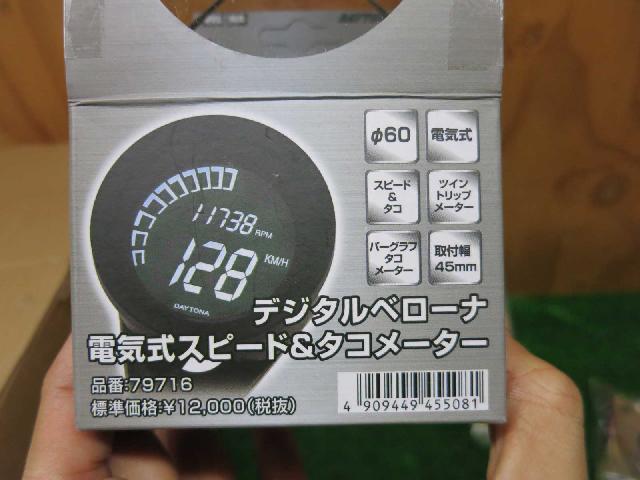 φ60
電気式
スピード
&
タコ
ツイン
トリップ
メーター
バーグラフ
タコ
メーター
取付幅
45mm
11738
RPM
128
KM/H
DAYTONA
デジタルベローナ
電気式スピード&タコメーター
品番:79716
標準価格:¥12,000(税抜)
4 909449 455081